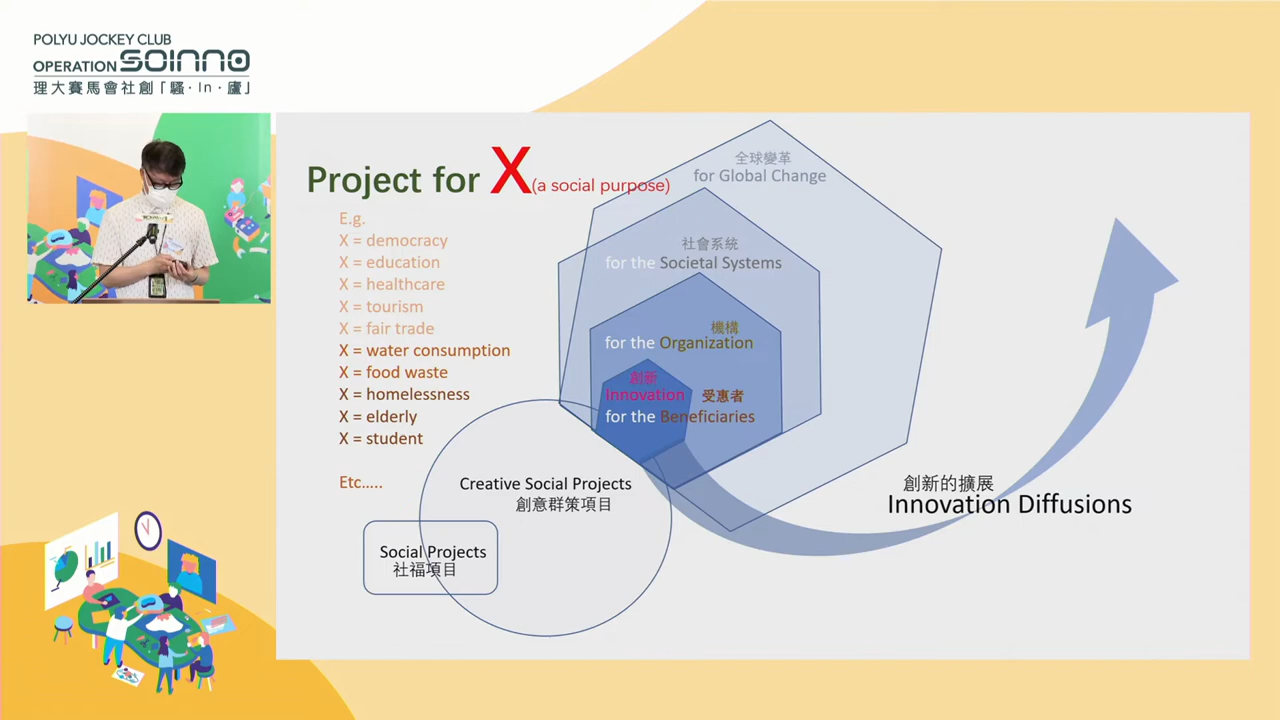 POLYU JOCKEY CLUB
OPERATION SOINNO
理大賽馬會社創「騷·In·廬」
Project for X (a social purpose)
E.g.
X = democracy
X = education
X = healthcare
X = tourism
X = fair trade
X = water consumption
X = food waste
X = homelessness
X = elderly
X = student
Etc…..
全球變革
for Global Change
社會系統
for the Societal Systems
機構
for the Organization
創新
Innovation
受惠者
for the Beneficiaries
Creative Social Projects
創意群策項目
Social Projects
社福項目
創新的擴展
Innovation Diffusions